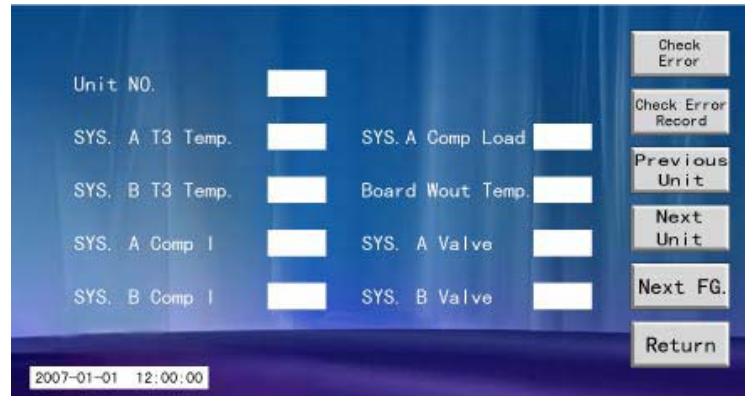 Unit NO.
SYS. A T3 Temp.
SYS. A Comp Load
SYS. B T3 Temp.
Board Wout Temp.
SYS. A Comp I
SYS. A Valve
SYS. B Comp I
SYS. B Valve
Check
Error
Check Error
Record
Previous
Unit
Next
Unit
Next FG.
Return
2007-01-01 12:00:00